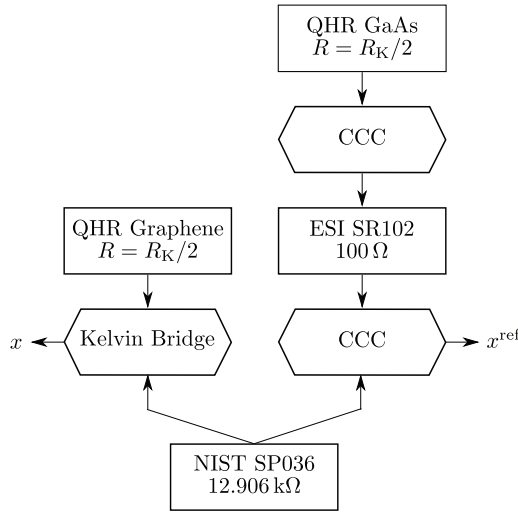 QHR GaAs
R = R_K/2
CCC
QHR Graphene
R = R_K/2
ESI SR102
100 Ω
x
Kelvin Bridge
CCC
x^ref
NIST SP036
12.906 kΩ